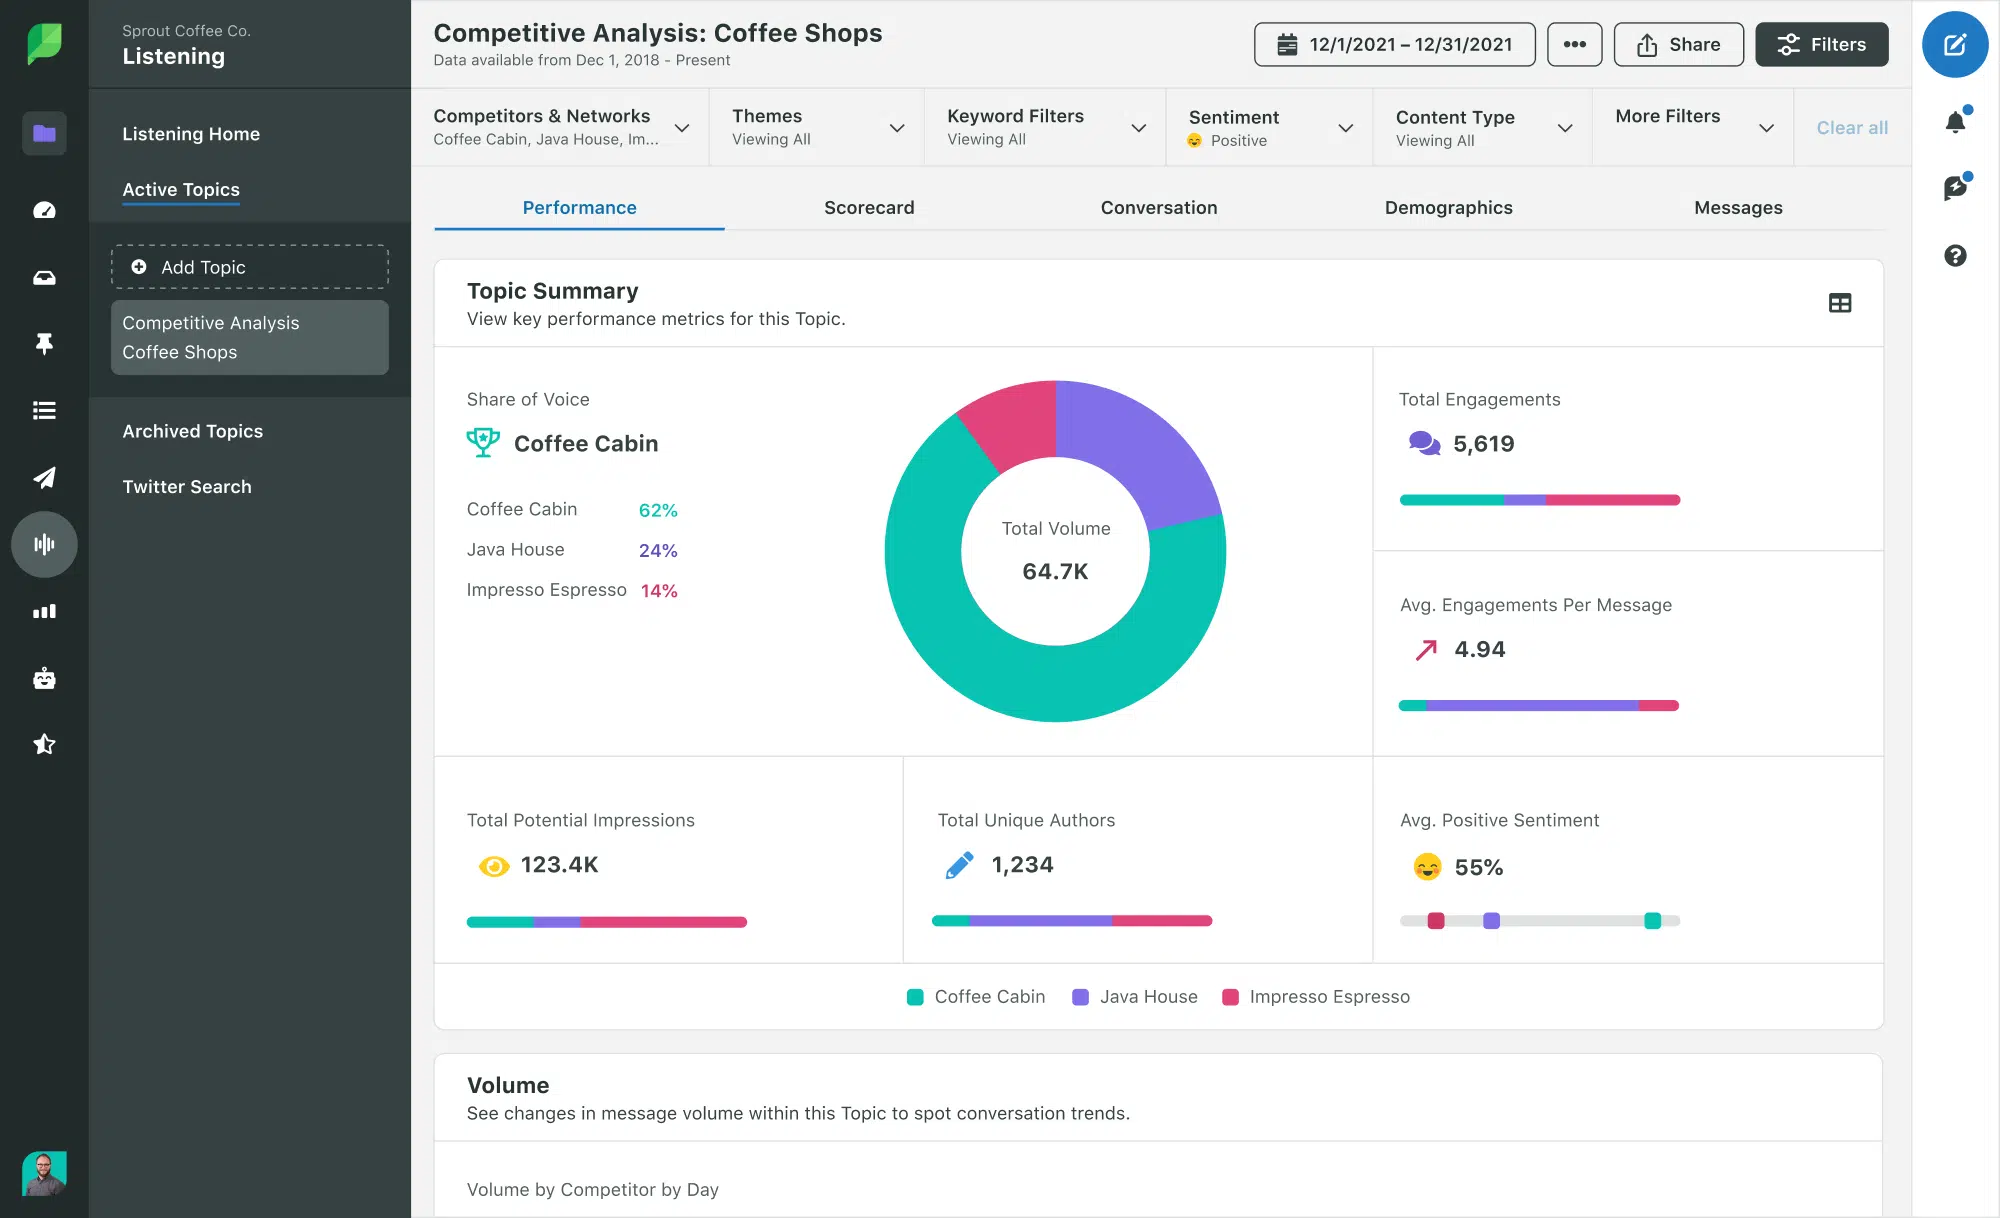 Sprout Coffee Co.
Listening
Listening Home
Active Topics
Add Topic
Competitive Analysis
Coffee Shops
Archived Topics
Twitter Search
Competitive Analysis: Coffee Shops
Data available from Dec 1, 2018 - Present
12/1/2021 – 12/31/2021
Share
Filters
Competitors & Networks
Coffee Cabin, Java House, Im...
Themes
Viewing All
Keyword Filters
Viewing All
Sentiment
Positive
Content Type
Viewing All
More Filters
Clear all
Performance
Scorecard
Conversation
Demographics
Messages
Topic Summary
View key performance metrics for this Topic.
Share of Voice
Coffee Cabin
Coffee Cabin 62%
Java House 24%
Impresso Espresso 14%
Total Volume
64.7K
Total Engagements
5,619
Avg. Engagements Per Message
4.94
Total Potential Impressions
123.4K
Total Unique Authors
1,234
Avg. Positive Sentiment
55%
Coffee Cabin
Java House
Impresso Espresso
Volume
See changes in message volume within this Topic to spot conversation trends.
Volume by Competitor by Day